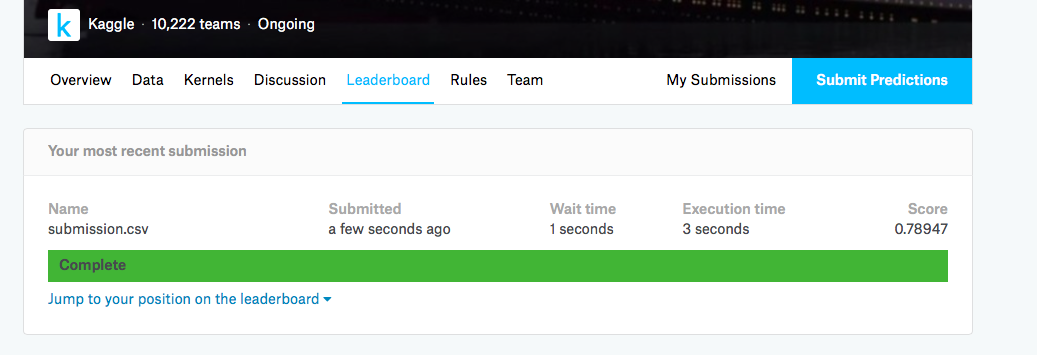 k Kaggle · 10,222 teams · Ongoing
Overview Data Kernels Discussion Leaderboard Rules Team My Submissions Submit Predictions
Your most recent submission
Name Submitted Wait time Execution time Score
submission.csv a few seconds ago 1 seconds 3 seconds 0.78947
Complete
Jump to your position on the leaderboard